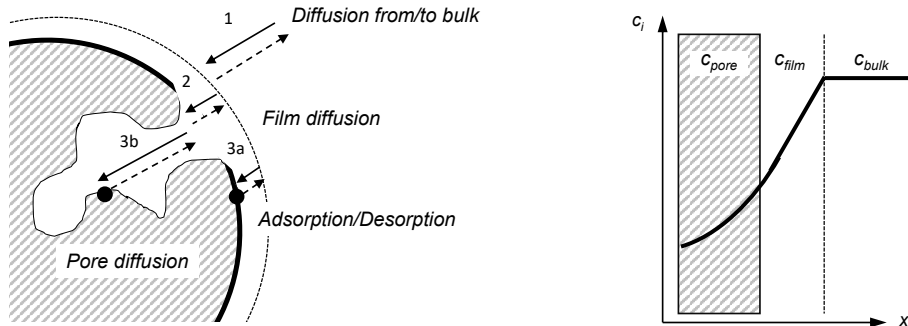 1
Diffusion from/to bulk
2
Film diffusion
3b
3a
Adsorption/Desorption
Pore diffusion
c_i
c_pore
c_film
c_bulk
x